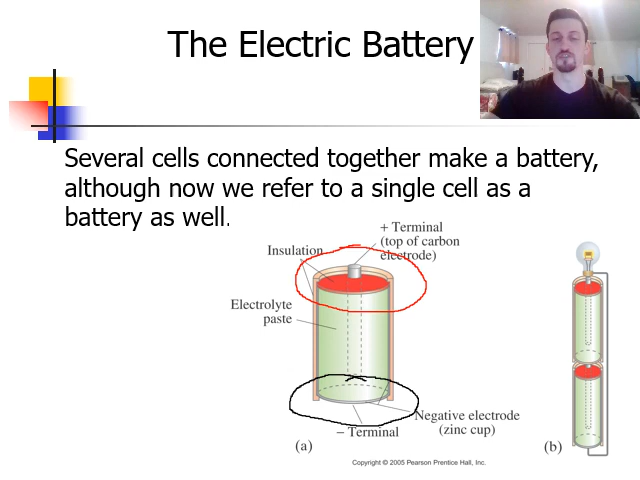 The Electric Battery
Several cells connected together make a battery,
although now we refer to a single cell as a
battery as well.
+ Terminal
(top of carbon
electrode)
Insulation
Electrolyte
paste
Negative electrode
(zinc cup)
– Terminal
(a)
(b)
Copyright © 2005 Pearson Prentice Hall, Inc.